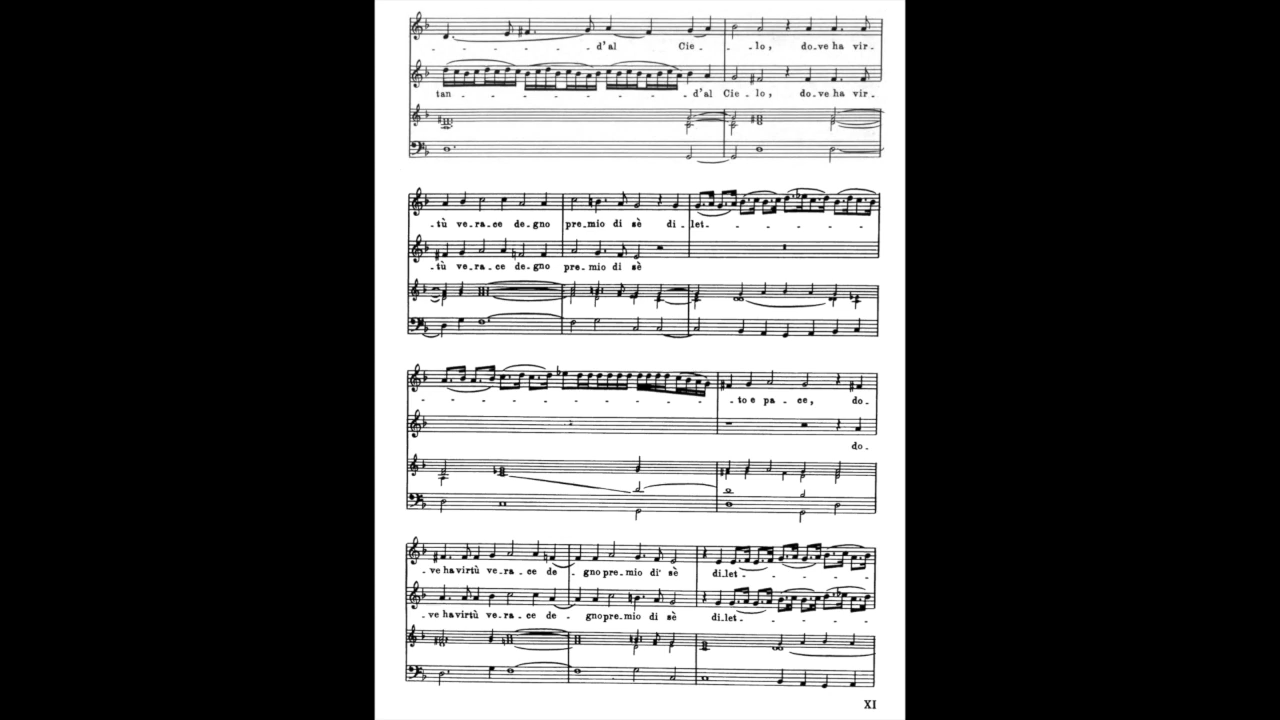 - - - - - d'al Cie - - lo, do-ve ha vir-
tan - - - - - - - d'al Cie - lo, do-ve ha vir-
-tù ve-ra-ce de-gno pre-mio di sè di-let- - - - - -
-tù ve-ra-ce de-gno pre-mio di sè
- - - - - - - - - to e pa-ce, do-
do-
-ve ha virtù ve-ra-ce de - gno pre-mio di sè di-let- - - - -
-ve ha virtù ve-ra-ce de - gno pre-mio di sè di-let- - - - -
XI